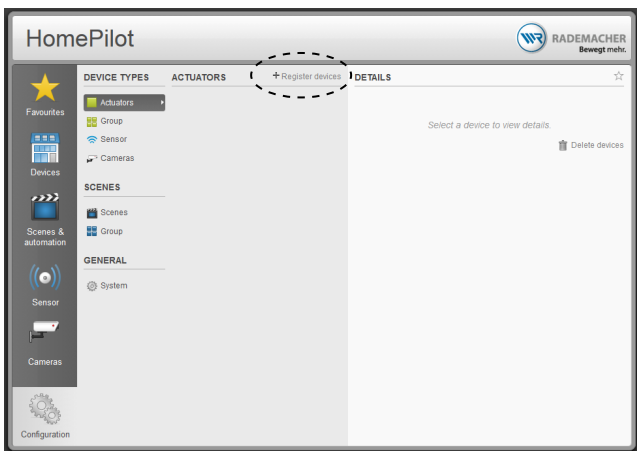 HomePilot
WR RADEMACHER
Bewegt mehr.
Favourites
Devices
Scenes &
automation
Sensor
Cameras
Configuration
DEVICE TYPES
Actuators
Group
Sensor
Cameras
SCENES
Scenes
Group
GENERAL
System
ACTUATORS
+ Register devices
DETAILS
Select a device to view details.
Delete devices